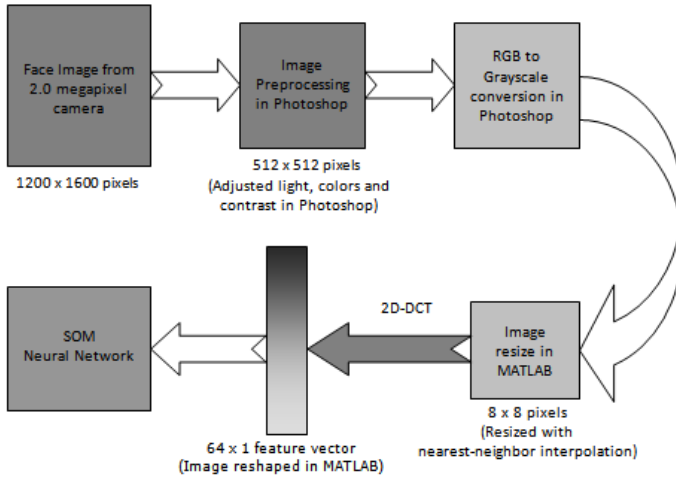 Face Image from
2.0 megapixel
camera
1200 x 1600 pixels
Image
Preprocessing
in Photoshop
512 x 512 pixels
(Adjusted light, colors and
contrast in Photoshop)
RGB to
Grayscale
conversion in
Photoshop
Image
resize in
MATLAB
8 x 8 pixels
(Resized with
nearest-neighbor interpolation)
2D-DCT
64 x 1 feature vector
(Image reshaped in MATLAB)
SOM
Neural Network